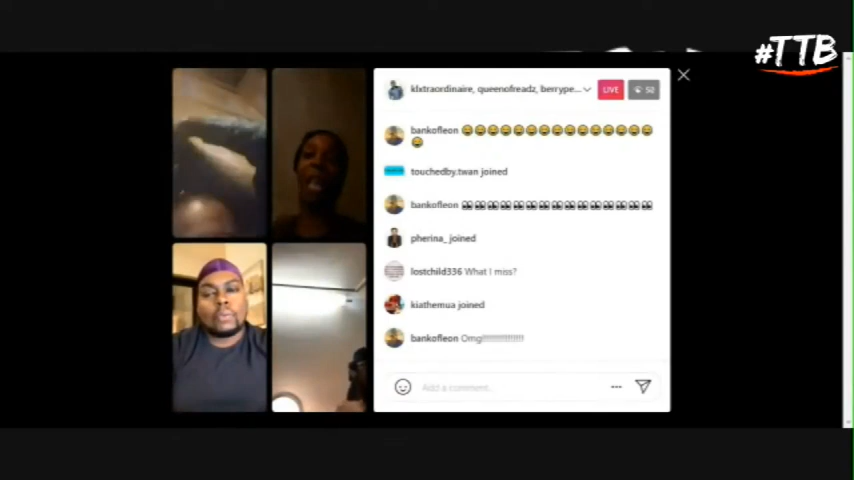 #TTB
klxtraordinaire, queenofreadz, berrype...
LIVE
52
bankofleon 😂😂😂😂😂😂😂😂😂😂😂😂😂😂😂
😂
touchedby.twan joined
bankofleon 👀👀👀👀👀👀👀👀👀👀👀👀👀👀👀
pherina_ joined
lostchild336 What I miss?
kiathemua joined
bankofleon Omg!!!!!!!!!!!!!!!
Add a comment...